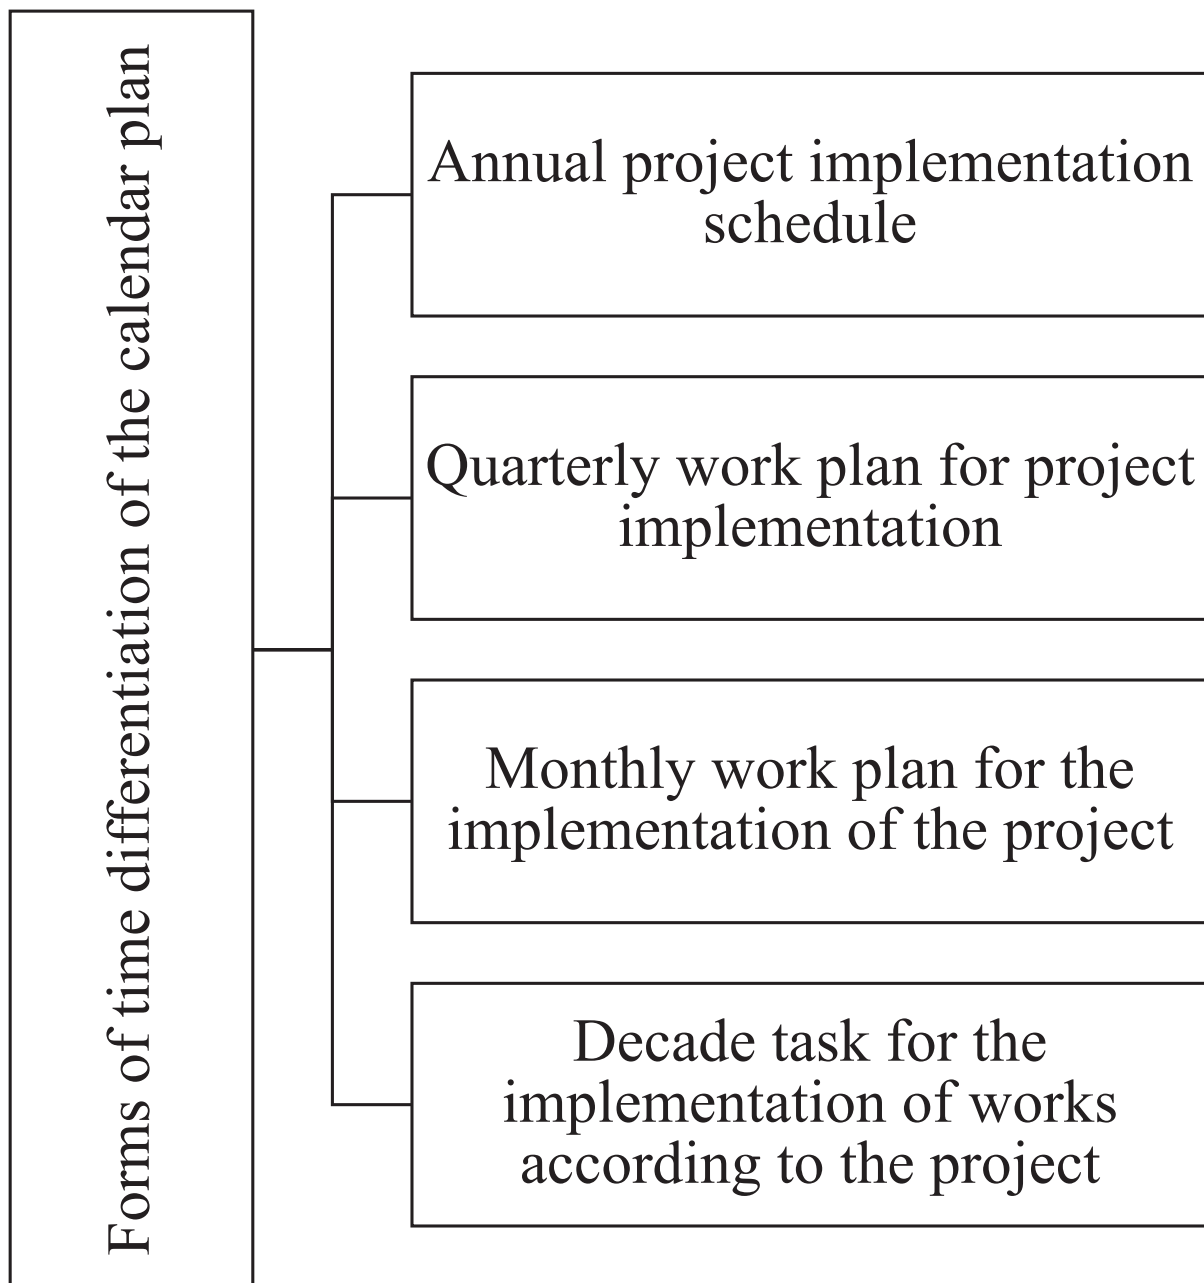 Forms of time differentiation of the calendar plan
Annual project implementation
schedule
Quarterly work plan for project
implementation
Monthly work plan for the
implementation of the project
Decade task for the
implementation of works
according to the project